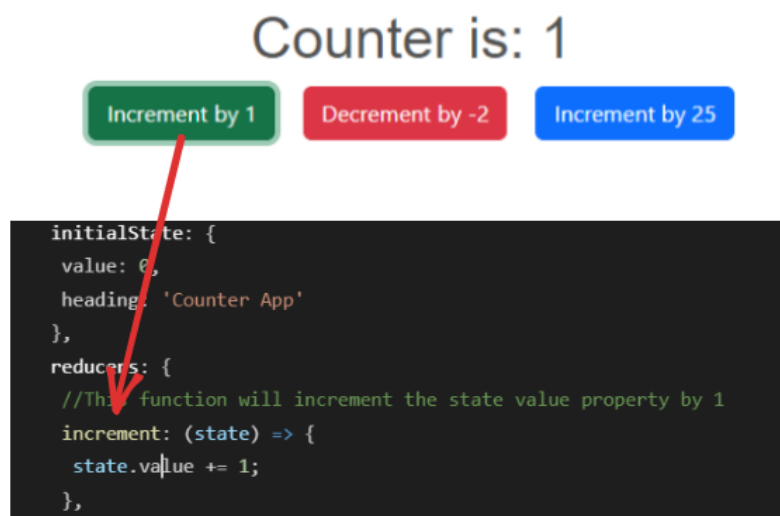 Counter is: 1
Increment by 1 Decrement by -2 Increment by 25
initialState: {
value: 0,
heading: 'Counter App'
},
reducers: {
//This function will increment the state value property by 1
increment: (state) => {
state.value += 1;
},